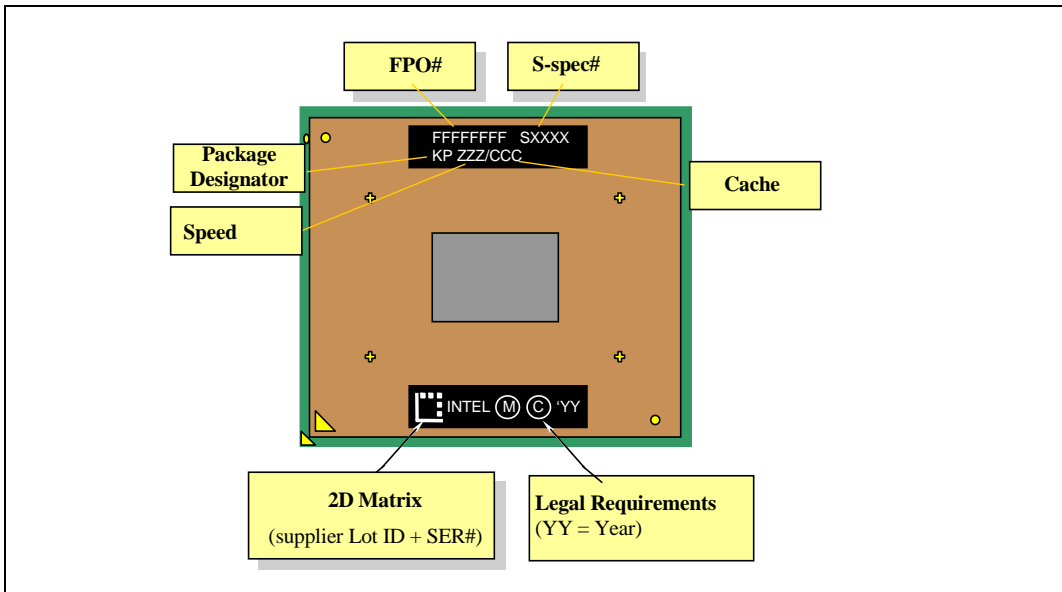 FPO#
S-spec#
FFFFFFFF SXXXX
KP ZZZ/CCC
Package
Designator
Cache
Speed
INTEL M C ‘YY
2D Matrix
(supplier Lot ID + SER#)
Legal Requirements
(YY = Year)